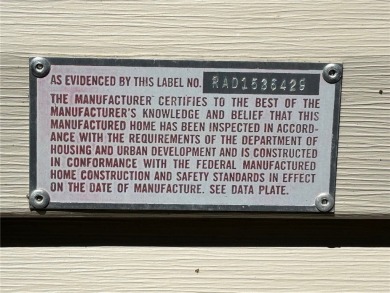 AS EVIDENCED BY THIS LABEL NO. RAD1536429
THE MANUFACTURER CERTIFIES TO THE BEST OF THE
MANUFACTURER'S KNOWLEDGE AND BELIEF THAT THIS
MANUFACTURED HOME HAS BEEN INSPECTED IN ACCORD-
ANCE WITH THE REQUIREMENTS OF THE DEPARTMENT OF
HOUSING AND URBAN DEVELOPMENT AND IS CONSTRUCTED
IN CONFORMANCE WITH THE FEDERAL MANUFACTURED
HOME CONSTRUCTION AND SAFETY STANDARDS IN EFFECT
ON THE DATE OF MANUFACTURE. SEE DATA PLATE.